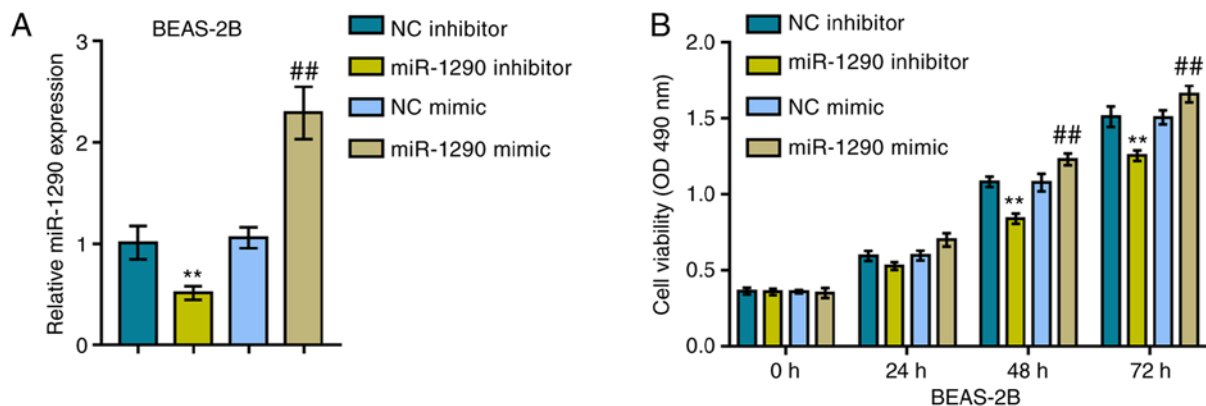 A
BEAS-2B
NC inhibitor
miR-1290 inhibitor
NC mimic
miR-1290 mimic
Relative miR-1290 expression
3
2
1
0
**
##
B
NC inhibitor
miR-1290 inhibitor
NC mimic
miR-1290 mimic
Cell viability (OD 490 nm)
2.0
1.5
1.0
0.5
0.0
**
##
**
##
0 h
24 h
48 h
72 h
BEAS-2B